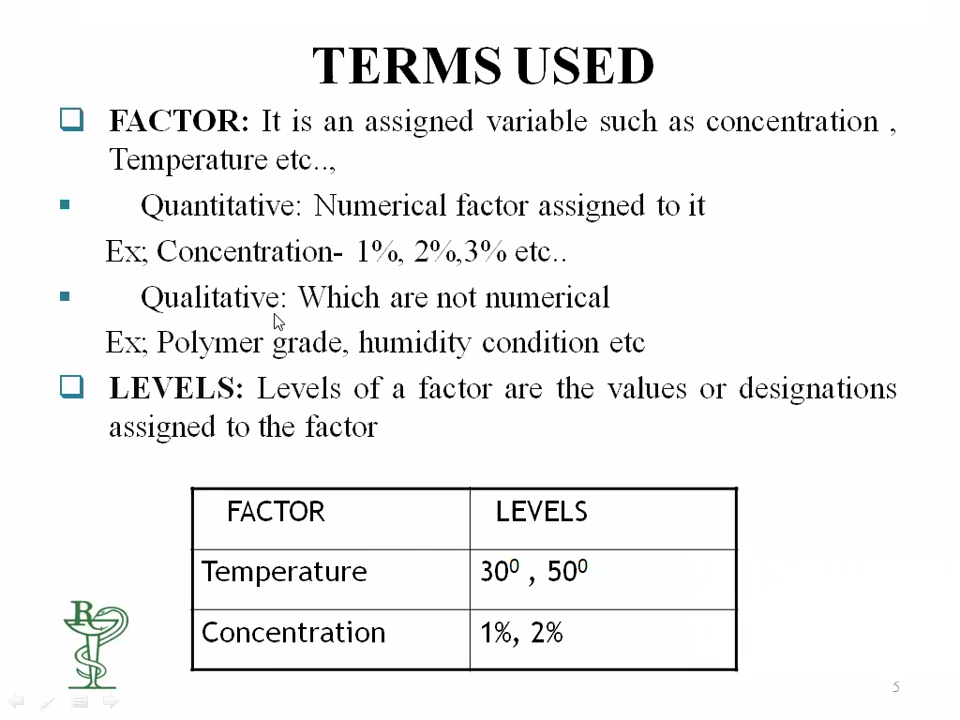 TERMS USED
FACTOR: It is an assigned variable such as concentration ,
Temperature etc..,
Quantitative: Numerical factor assigned to it
Ex; Concentration- 1%, 2%,3% etc..
Qualitative: Which are not numerical
Ex; Polymer grade, humidity condition etc
LEVELS: Levels of a factor are the values or designations
assigned to the factor
FACTOR LEVELS
Temperature 30⁰ , 50⁰
Concentration 1%, 2%
R
5